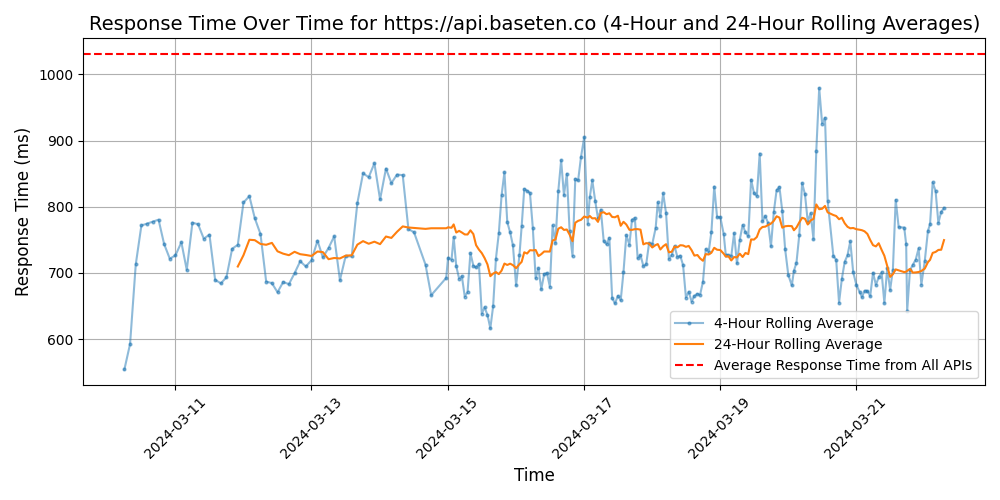 Response Time Over Time for https://api.baseten.co (4-Hour and 24-Hour Rolling Averages)
Response Time (ms)
1000
900
800
700
600
4-Hour Rolling Average
24-Hour Rolling Average
Average Response Time from All APIs
2024-03-11
2024-03-13
2024-03-15
2024-03-17
2024-03-19
2024-03-21
Time